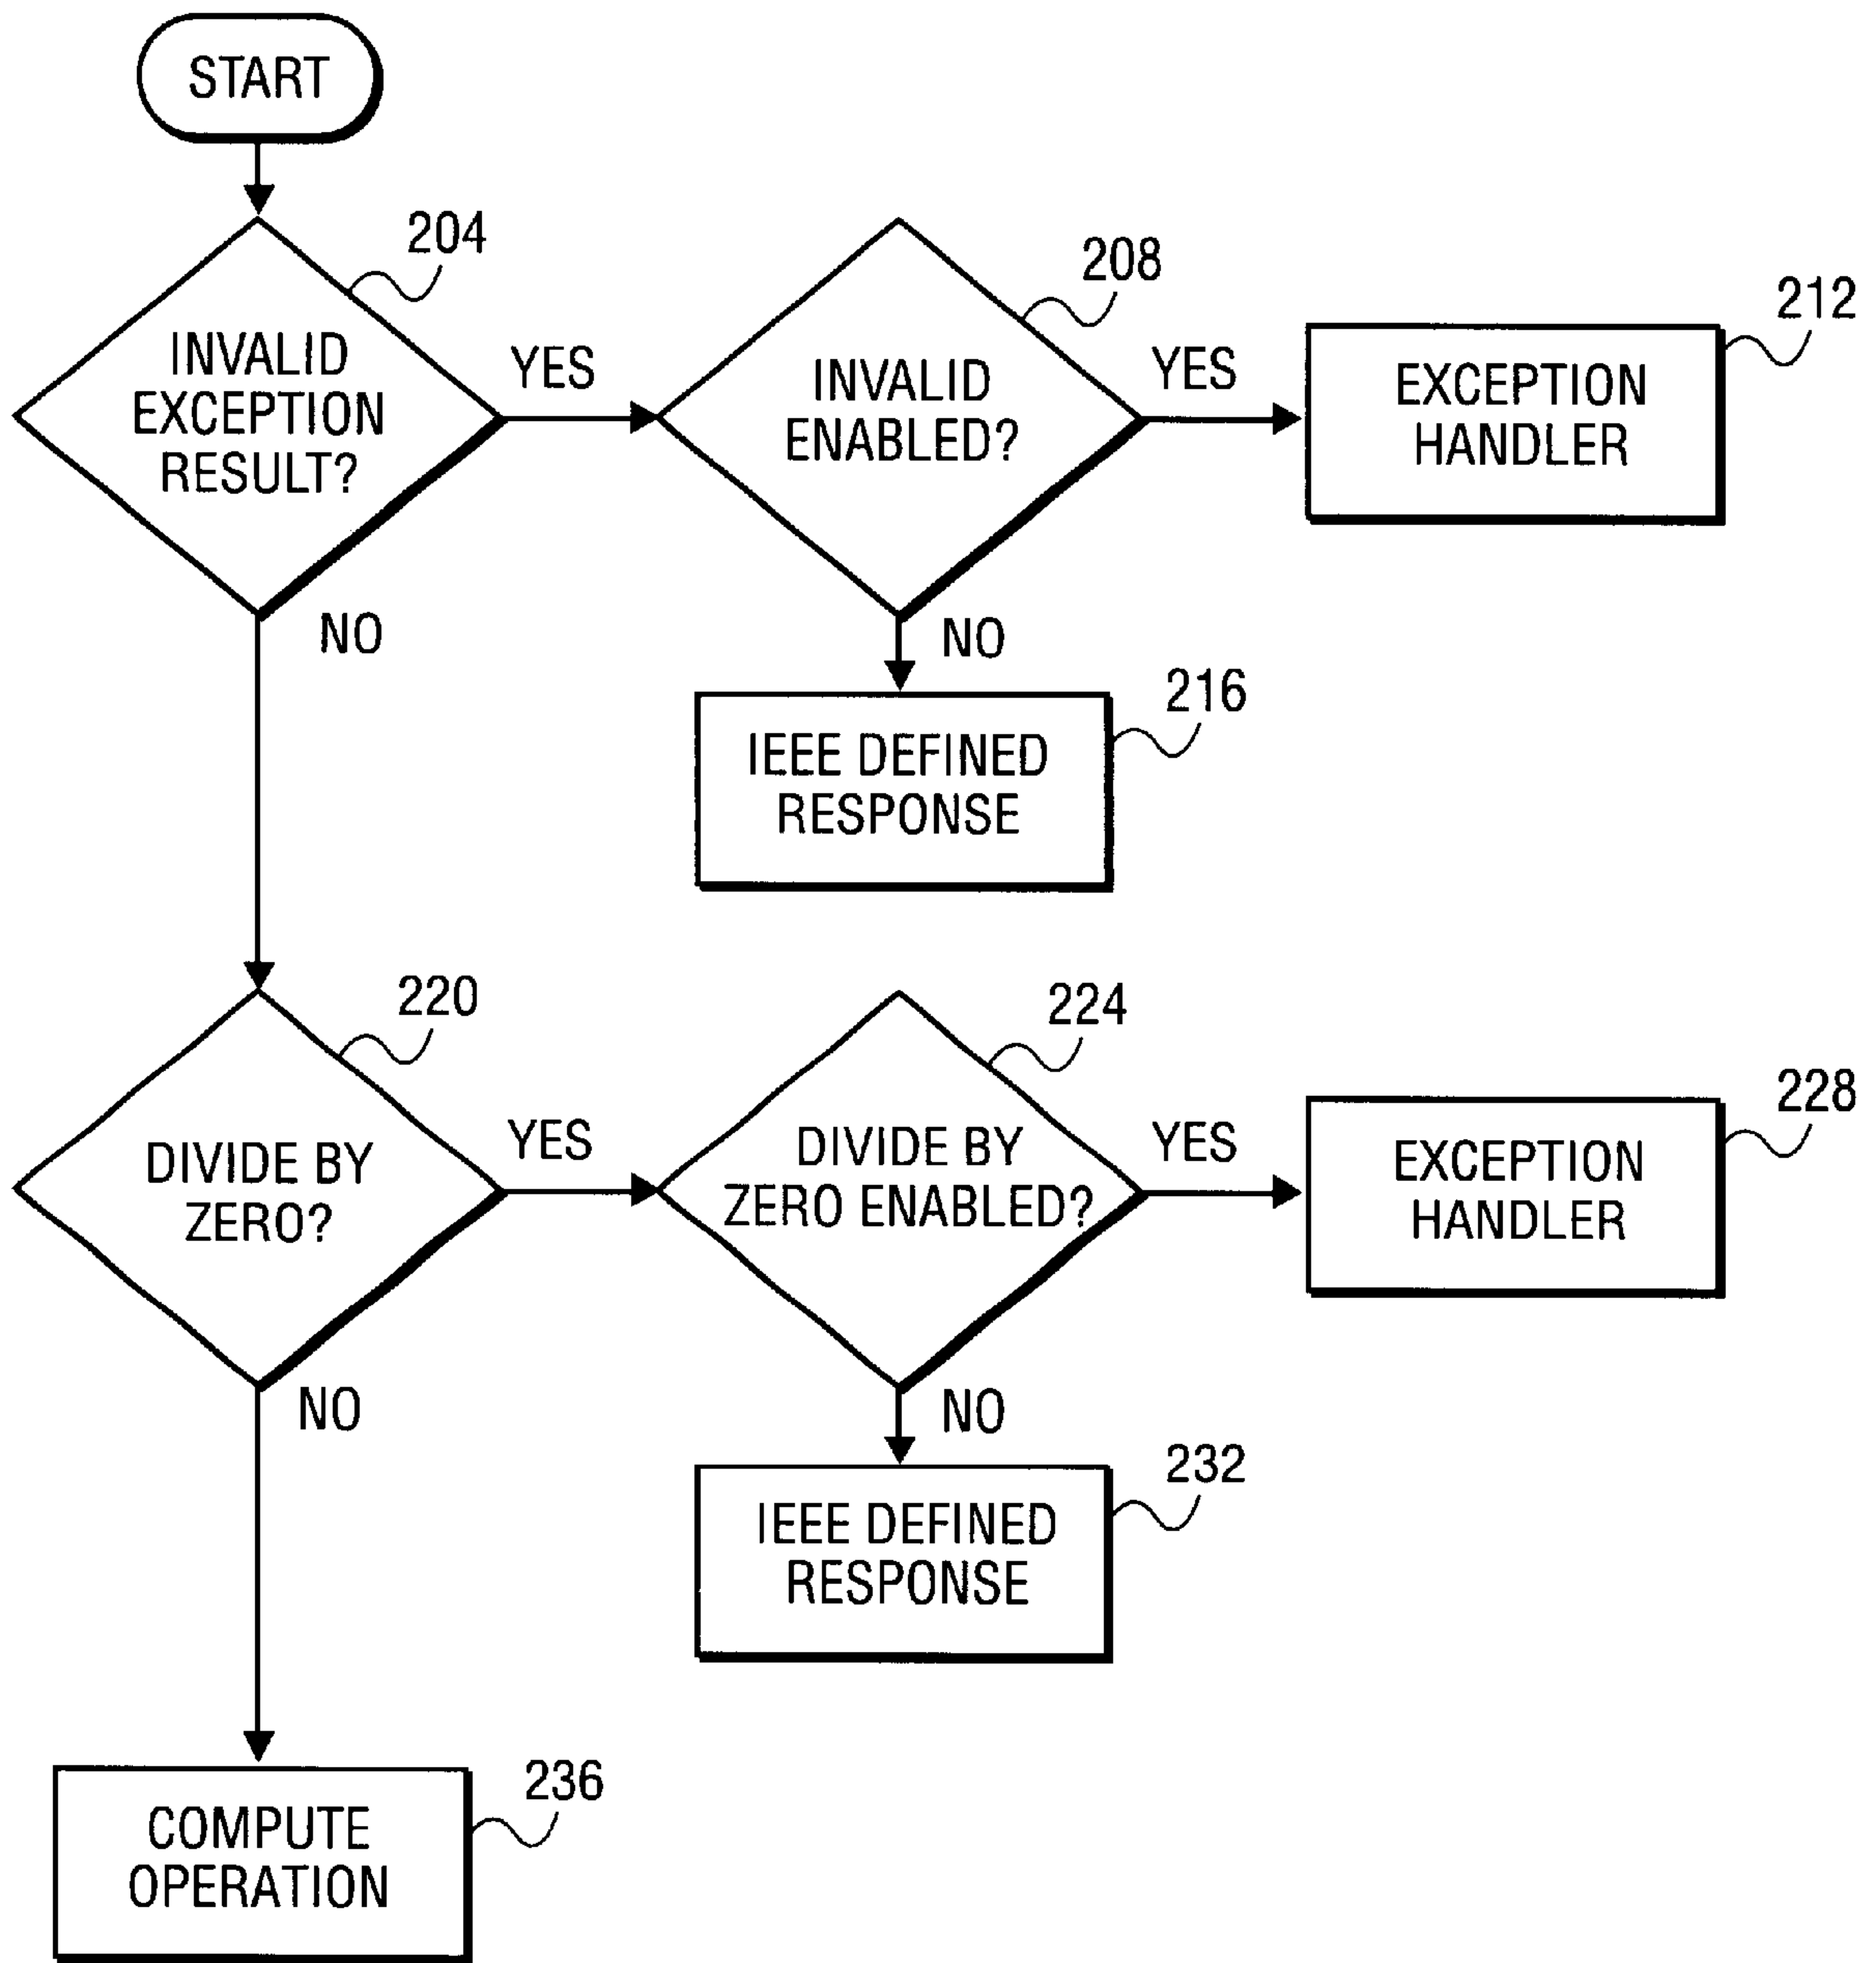 START
204
INVALID
EXCEPTION
RESULT?
YES
NO
208
INVALID
ENABLED?
YES
NO
212
EXCEPTION
HANDLER
216
IEEE DEFINED
RESPONSE
220
DIVIDE BY
ZERO?
YES
NO
224
DIVIDE BY
ZERO ENABLED?
YES
NO
228
EXCEPTION
HANDLER
232
IEEE DEFINED
RESPONSE
236
COMPUTE
OPERATION